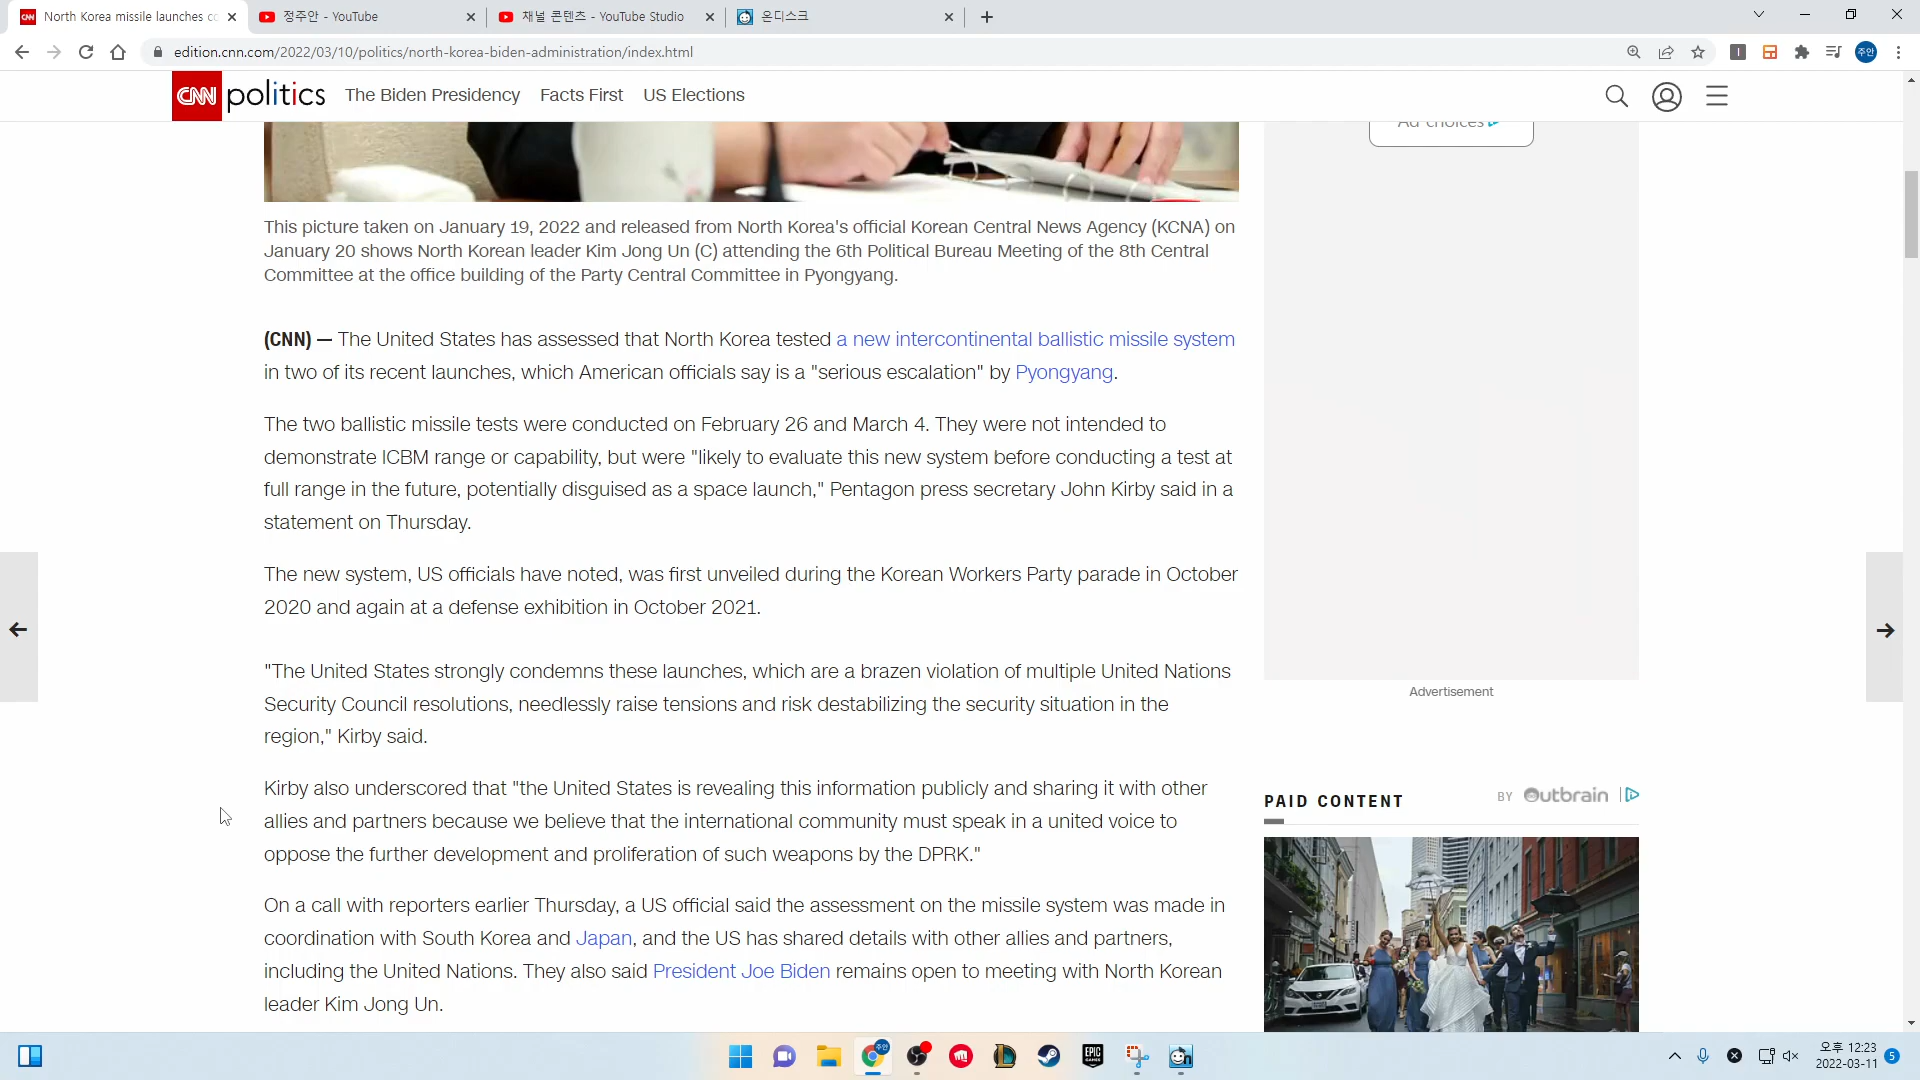 North Korea missile launches co
정주안 - YouTube
채널 콘텐츠 - YouTube Studio
온디스크
edition.cnn.com/2022/03/10/politics/north-korea-biden-administration/index.html
주안
CNN politics The Biden Presidency Facts First US Elections
Ad choices
This picture taken on January 19, 2022 and released from North Korea's official Korean Central News Agency (KCNA) on
January 20 shows North Korean leader Kim Jong Un (C) attending the 6th Political Bureau Meeting of the 8th Central
Committee at the office building of the Party Central Committee in Pyongyang.
(CNN) — The United States has assessed that North Korea tested a new intercontinental ballistic missile system
in two of its recent launches, which American officials say is a "serious escalation" by Pyongyang.
The two ballistic missile tests were conducted on February 26 and March 4. They were not intended to
demonstrate ICBM range or capability, but were "likely to evaluate this new system before conducting a test at
full range in the future, potentially disguised as a space launch," Pentagon press secretary John Kirby said in a
statement on Thursday.
The new system, US officials have noted, was first unveiled during the Korean Workers Party parade in October
2020 and again at a defense exhibition in October 2021.
"The United States strongly condemns these launches, which are a brazen violation of multiple United Nations
Security Council resolutions, needlessly raise tensions and risk destabilizing the security situation in the
region," Kirby said.
Kirby also underscored that "the United States is revealing this information publicly and sharing it with other
allies and partners because we believe that the international community must speak in a united voice to
oppose the further development and proliferation of such weapons by the DPRK."
On a call with reporters earlier Thursday, a US official said the assessment on the missile system was made in
coordination with South Korea and Japan, and the US has shared details with other allies and partners,
including the United Nations. They also said President Joe Biden remains open to meeting with North Korean
leader Kim Jong Un.
Advertisement
PAID CONTENT
BY Outbrain
주안
EPIC GAMES
오후 12:23
2022-03-11
5